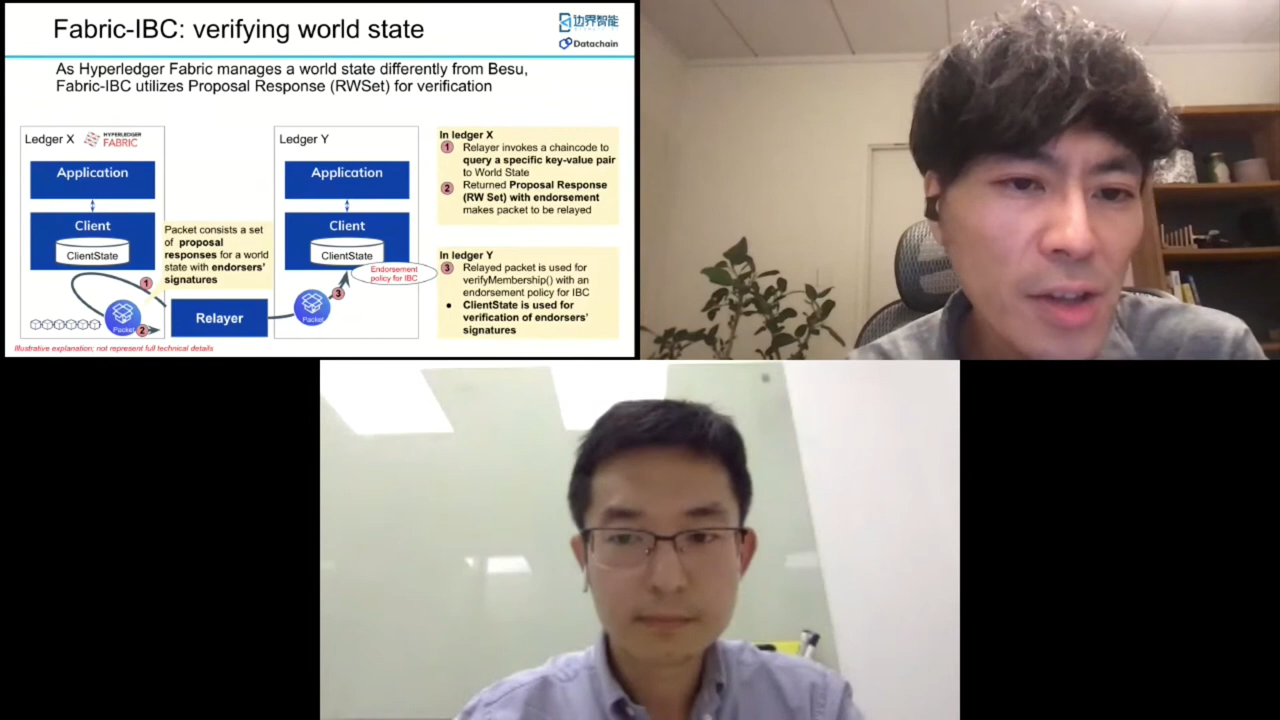 Fabric-IBC: verifying world state
边界智能
Datachain
As Hyperledger Fabric manages a world state differently from Besu,
Fabric-IBC utilizes Proposal Response (RWSet) for verification
Ledger X
HYPERLEDGER
FABRIC
Application
Client
ClientState
Packet consists a set
of proposal
responses for a world
state with endorsers'
signatures
1
Packet
2
Relayer
Ledger Y
Application
Client
ClientState
Endorsement
policy for IBC
3
Packet
In ledger X
1 Relayer invokes a chaincode to
query a specific key-value pair
to World State
2 Returned Proposal Response
(RW Set) with endorsement
makes packet to be relayed
In ledger Y
3 Relayed packet is used for
verifyMembership() with an
endorsement policy for IBC
● ClientState is used for
verification of endorsers'
signatures
Illustrative explanation; not represent full technical details